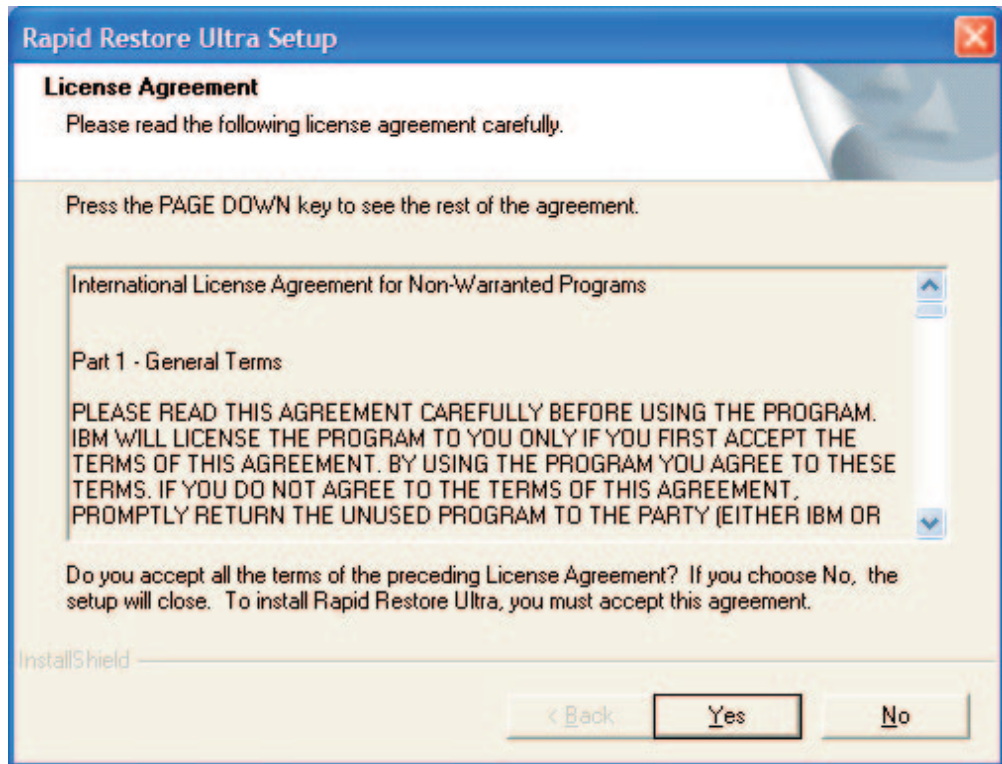 Rapid Restore Ultra Setup
License Agreement
Please read the following license agreement carefully.
Press the PAGE DOWN key to see the rest of the agreement.
International License Agreement for Non-Warranted Programs
Part 1 - General Terms
PLEASE READ THIS AGREEMENT CAREFULLY BEFORE USING THE PROGRAM.
IBM WILL LICENSE THE PROGRAM TO YOU ONLY IF YOU FIRST ACCEPT THE
TERMS OF THIS AGREEMENT. BY USING THE PROGRAM YOU AGREE TO THESE
TERMS. IF YOU DO NOT AGREE TO THE TERMS OF THIS AGREEMENT,
PROMPTLY RETURN THE UNUSED PROGRAM TO THE PARTY (EITHER IBM OR
Do you accept all the terms of the preceding License Agreement? If you choose No, the
setup will close. To install Rapid Restore Ultra, you must accept this agreement.
InstallShield
< Back Yes No